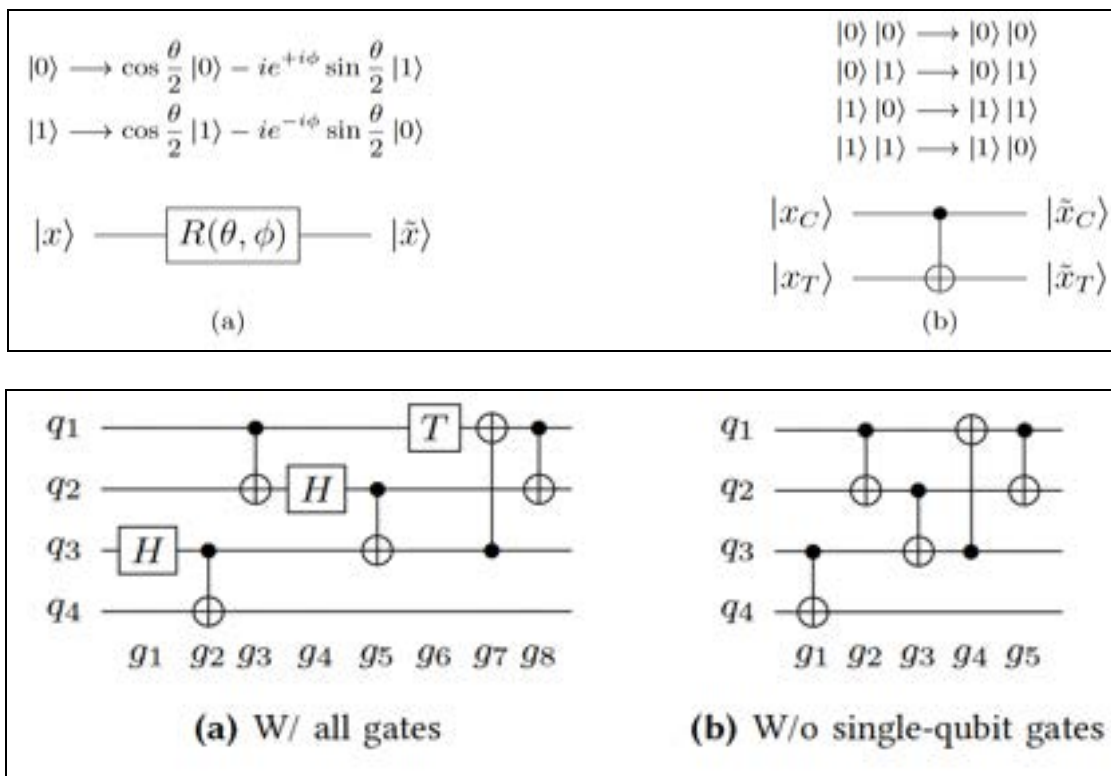 |0⟩ ⟶ cos θ/2 |0⟩ − ie^{+iϕ} sin θ/2 |1⟩
|1⟩ ⟶ cos θ/2 |1⟩ − ie^{−iϕ} sin θ/2 |0⟩
|x⟩ R(θ, ϕ) |x̃⟩
(a)
|0⟩ |0⟩ ⟶ |0⟩ |0⟩
|0⟩ |1⟩ ⟶ |0⟩ |1⟩
|1⟩ |0⟩ ⟶ |1⟩ |1⟩
|1⟩ |1⟩ ⟶ |1⟩ |0⟩
|x_C⟩ |x̃_C⟩
|x_T⟩ |x̃_T⟩
(b)
q1 T
q2 H
q3 H
q4
g1 g2 g3 g4 g5 g6 g7 g8
(a) W/ all gates
q1
q2
q3
q4
g1 g2 g3 g4 g5
(b) W/o single-qubit gates